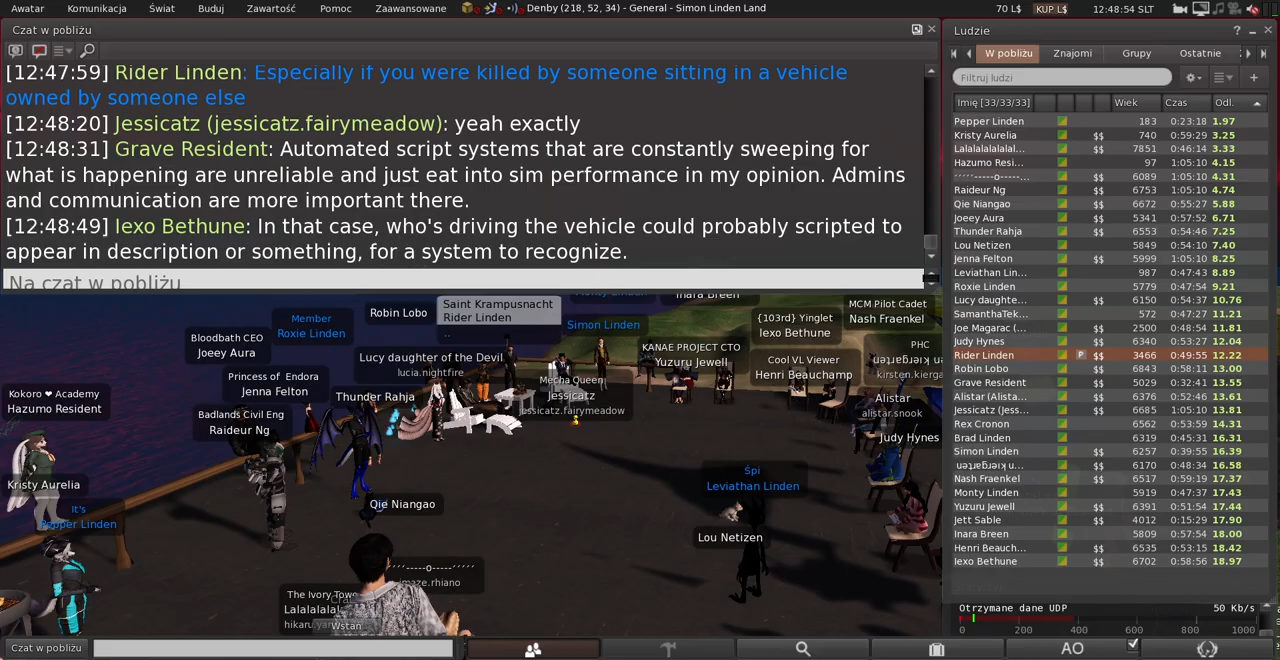 Awatar Komunikacja Świat Buduj Zawartość Pomoc Zaawansowane Denby (218, 52, 34) - General - Simon Linden Land 70 L$ KUP L$ 12:48:54 SLT
Czat w pobliżu
[12:47:59] Rider Linden: Especially if you were killed by someone sitting in a vehicle
owned by someone else
[12:48:20] Jessicatz (jessicatz.fairymeadow): yeah exactly
[12:48:31] Grave Resident: Automated script systems that are constantly sweeping for
what is happening are unreliable and just eat into sim performance in my opinion. Admins
and communication are more important there.
[12:48:49] Iexo Bethune: In that case, who's driving the vehicle could probably scripted to
appear in description or something, for a system to recognize.
Na czat w pobliżu
Inara Breen
Saint Krampusnacht
Rider Linden
..
Robin Lobo
Member
Roxie Linden
Simon Linden
{103rd} Yinglet
Iexo Bethune
MCM Pilot Cadet
Nash Fraenkel
Bloodbath CEO
Joeey Aura
KANAE PROJECT CTO
Yuzuru Jewell
PHC
Lucy daughter of the Devil
lucia.nightfire
Cool VL Viewer
Henri Beauchamp
Princess of Endora
Jenna Felton
Mecha Queen
Jessicatz
jessicatz.fairymeadow
Kokoro ❤ Academy
Hazumo Resident
Thunder Rahja
Alistar
alistar.snook
Badlands Civil Eng
Raideur Ng
Judy Hynes
Kristy Aurelia
Śpi
Leviathan Linden
It's
Pepper Linden
Qie Niangao
Lou Netizen
The Ivory Towe
Lalalalalal
Wstań
Czat w pobliżu
Ludzie
W pobliżu Znajomi Grupy Ostatnie
Filtruj ludzi
Imię [33/33/33] Wiek Czas Odl.
Pepper Linden 183 0:23:18 1.97
Kristy Aurelia $$ 740 0:59:29 3.25
Lalalalalalal... $$ 7851 0:46:14 3.33
Hazumo Resi... 97 1:05:10 4.15
´´´´´-----o-----... $$ 6089 1:05:10 4.31
Raideur Ng $$ 6753 1:05:10 4.74
Qie Niangao $$ 6672 0:55:27 5.88
Joeey Aura $$ 5341 0:57:52 6.71
Thunder Rahja $$ 6553 0:54:46 7.25
Lou Netizen 5849 0:54:10 7.40
Jenna Felton $$ 5999 1:05:10 8.25
Leviathan Lin... 987 0:47:43 8.89
Roxie Linden 5779 0:47:54 9.21
Lucy daughte... $$ 6150 0:54:37 10.76
SamanthaTek... 572 0:47:27 11.21
Joe Magarac (... $$ 2500 0:48:54 11.81
Judy Hynes $$ 6340 0:53:27 12.04
Rider Linden P $$ 3466 0:49:55 12.22
Robin Lobo $$ 6843 0:58:11 13.00
Grave Resident $$ 5029 0:32:41 13.55
Alistar (Alista... $$ 6376 0:52:46 13.61
Jessicatz (Jess... $$ 6685 1:05:10 13.81
Rex Cronon $$ 6562 0:53:59 14.31
Brad Linden 6319 0:45:31 16.31
Simon Linden $$ 6257 0:39:55 16.39
$$ 6170 0:48:34 16.58
Nash Fraenkel $$ 6517 0:59:19 17.37
Monty Linden 5919 0:47:37 17.43
Yuzuru Jewell $$ 6391 0:51:54 17.44
Jett Sable $$ 4012 0:15:29 17.90
Inara Breen 5809 0:57:54 18.00
Henri Beauch... $$ 6535 0:53:15 18.42
Iexo Bethune $$ 6702 0:58:56 18.97
Otrzymane dane UDP 50 Kb/s
0 200 400 600 800 1000
AO